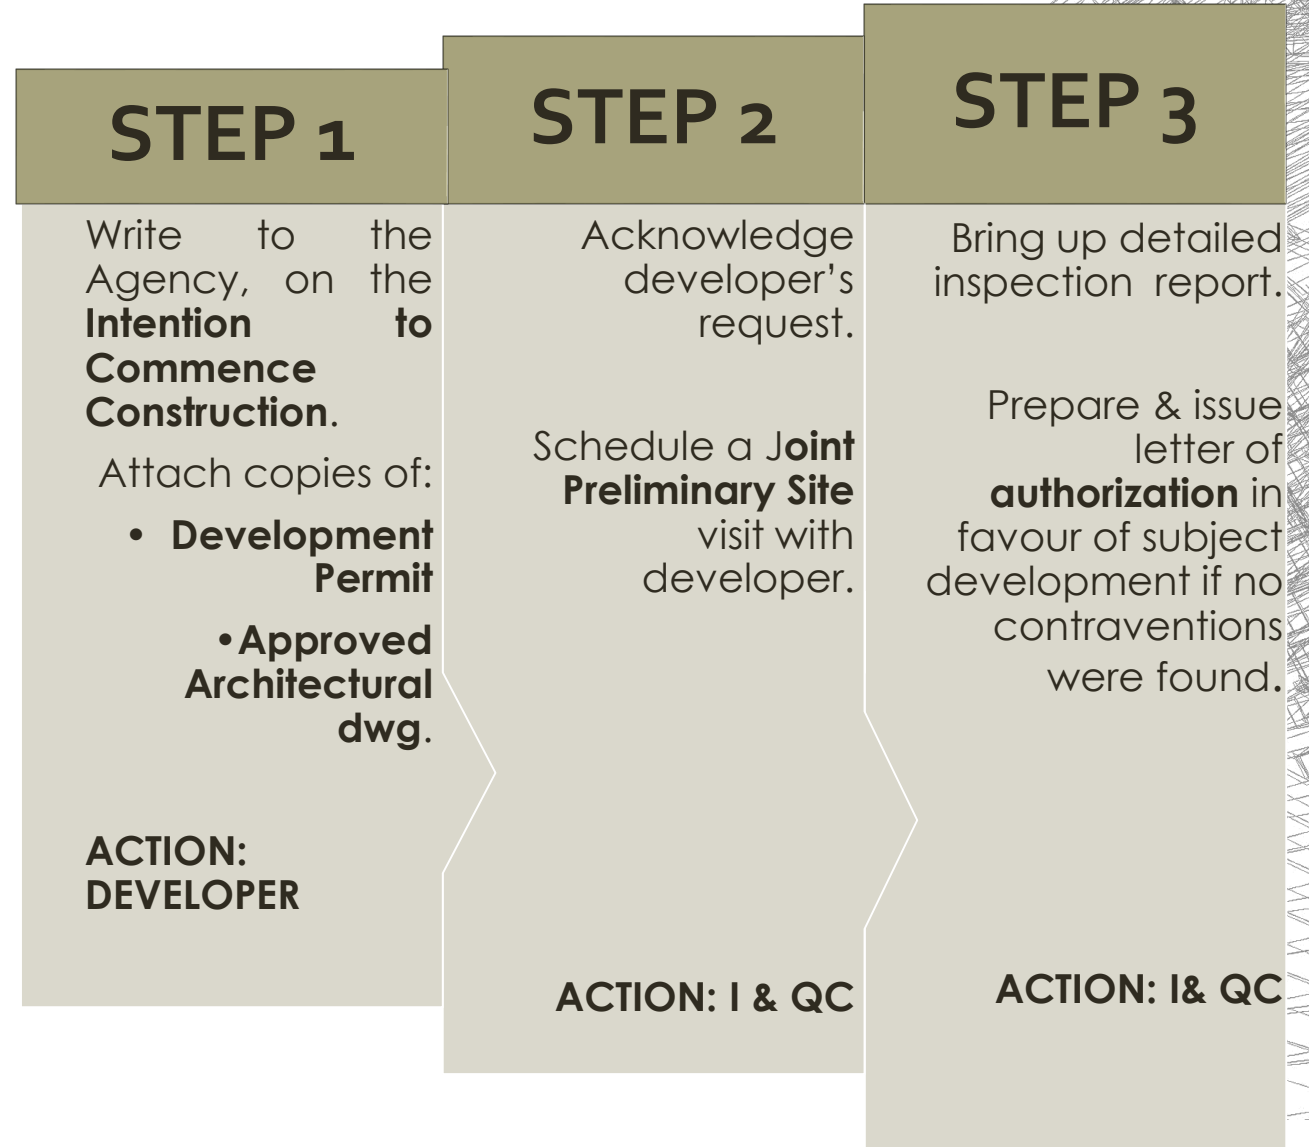 STEP 1
Write to the
Agency, on the
Intention to
Commence
Construction.
Attach copies of:
• Development
Permit
•Approved
Architectural
dwg.
ACTION:
DEVELOPER
STEP 2
Acknowledge
developer’s
request.
Schedule a Joint
Preliminary Site
visit with
developer.
ACTION: I & QC
STEP 3
Bring up detailed
inspection report.
Prepare & issue
letter of
authorization in
favour of subject
development if no
contraventions
were found.
ACTION: I& QC